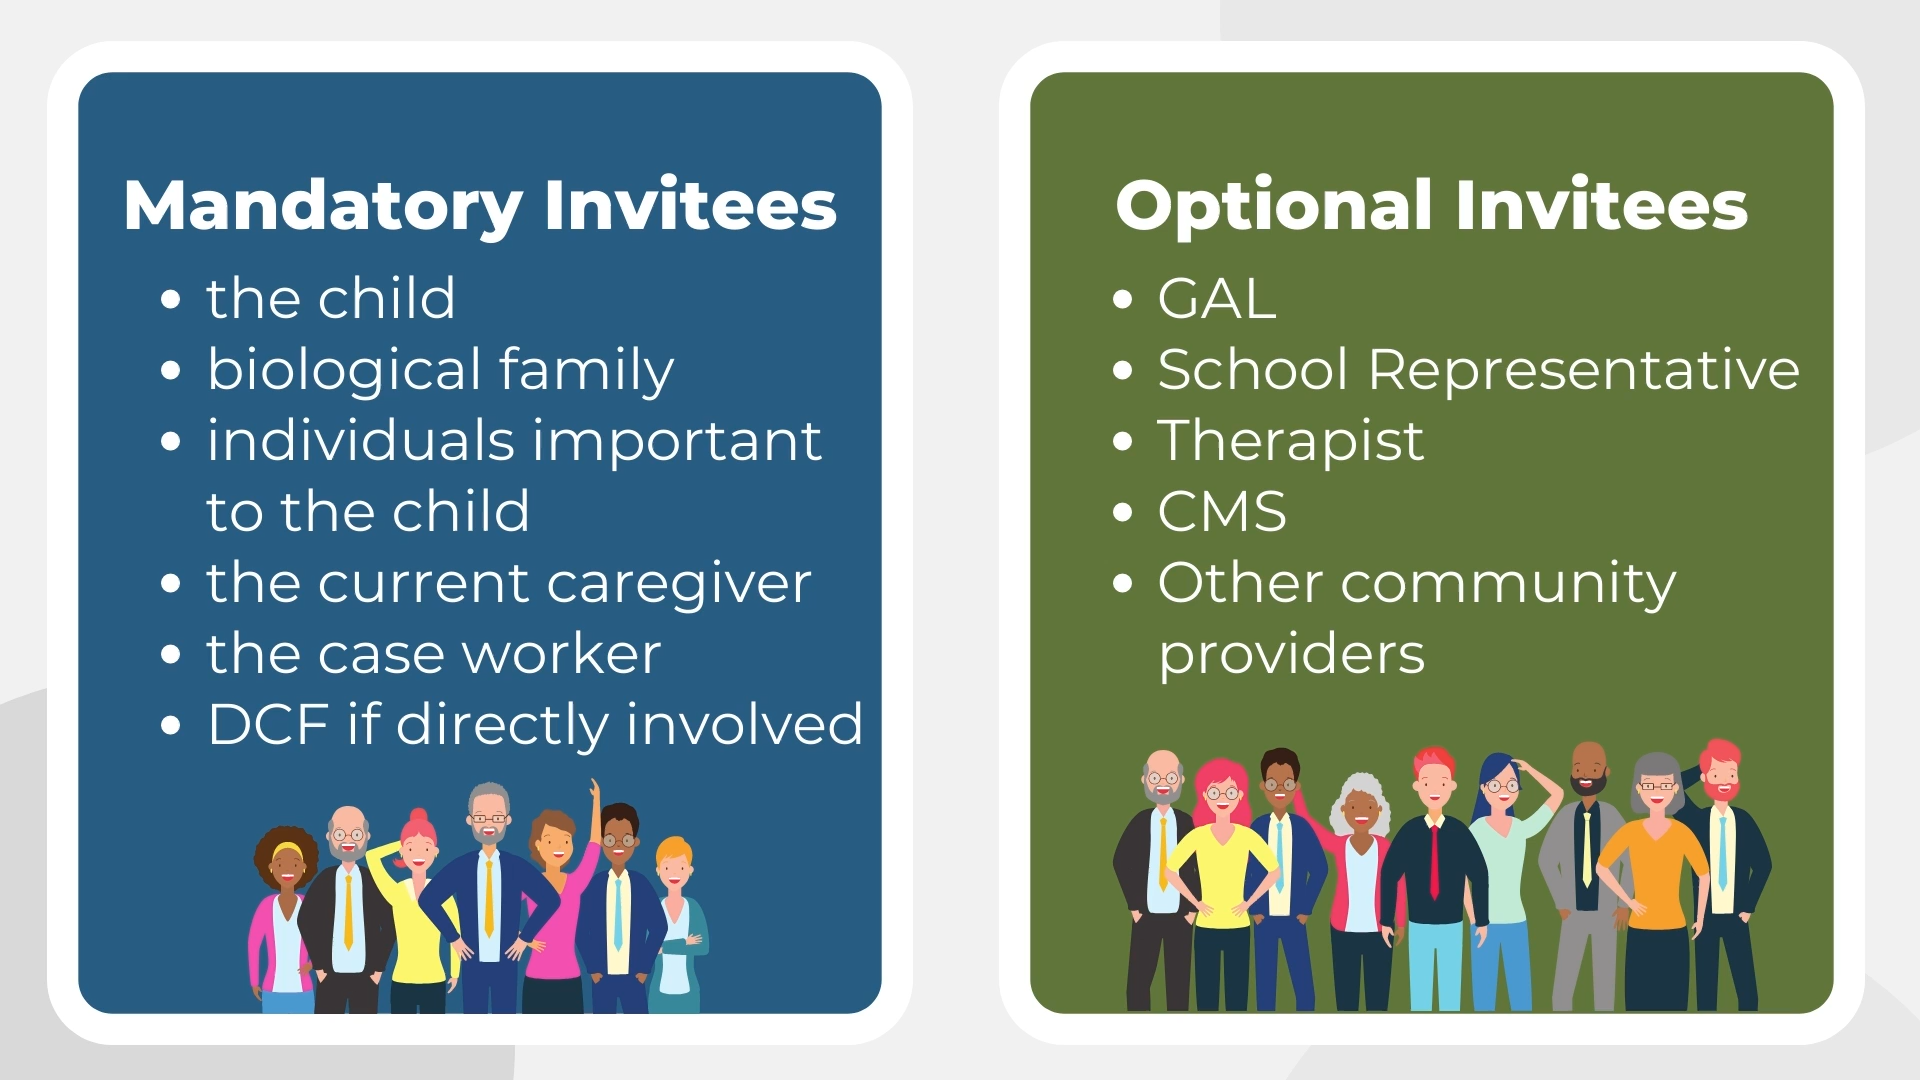 Mandatory Invitees
• the child
• biological family
• individuals important
to the child
• the current caregiver
• the case worker
• DCF if directly involved
Optional Invitees
• GAL
• School Representative
• Therapist
• CMS
• Other community
providers